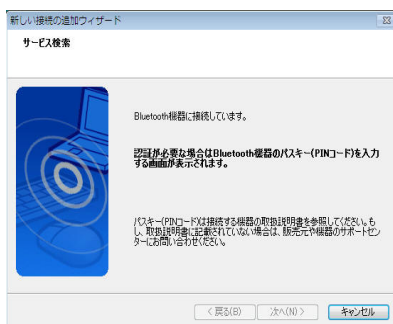 新しい接続の追加ウィザード
サービス検索
Bluetooth機器に接続しています。
認証が必要な場合はBluetooth機器のパスキー(PINコード)を入力
する画面が表示されます。
パスキー(PINコード)は接続する機器の取扱説明書を参照してください。も
し、取扱説明書に記載されていない場合は、販売元や機器のサポートセン
ターにお問い合わせください。
< 戻る(B) 次へ(N) > キャンセル